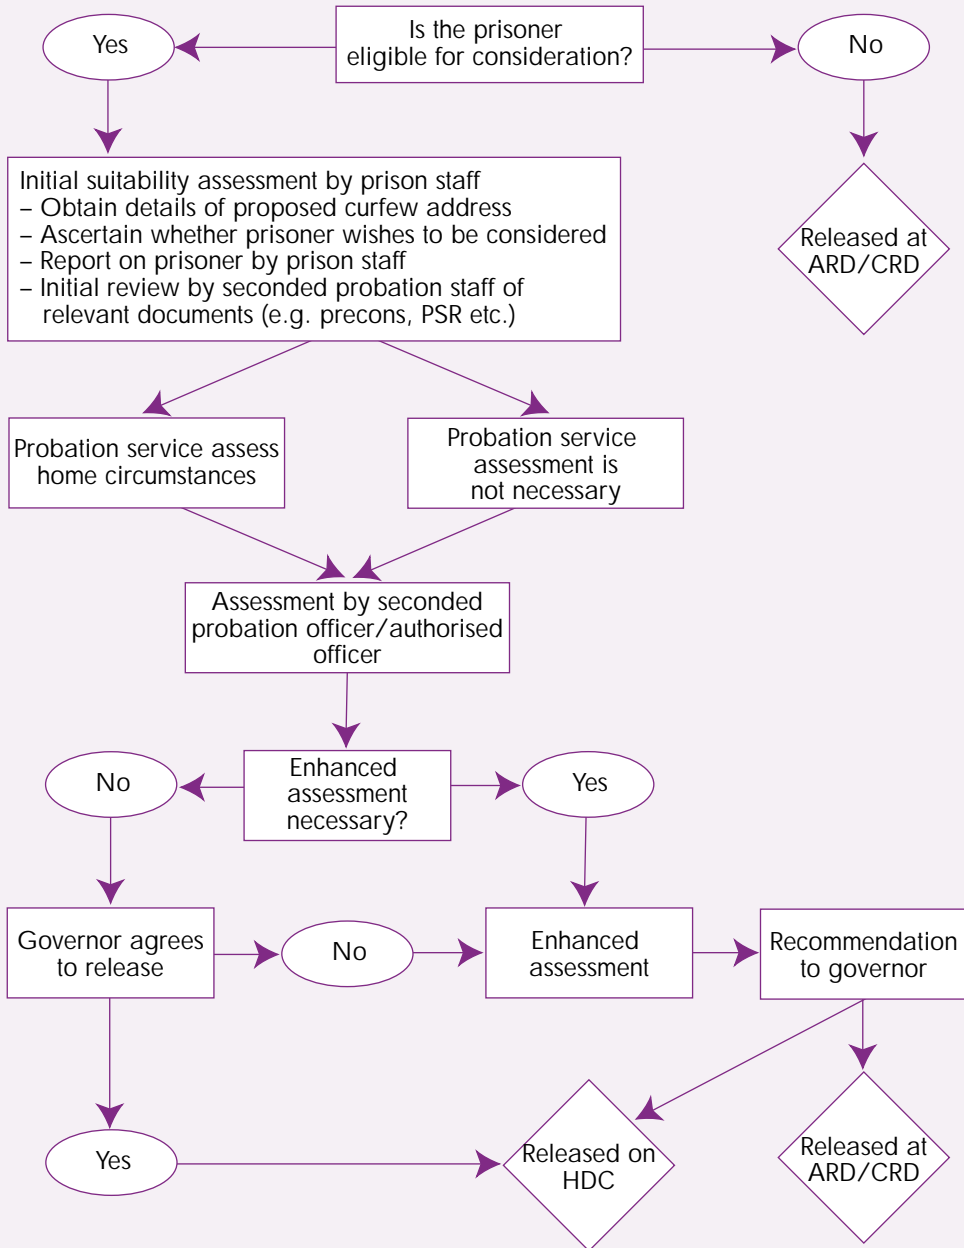 Is the prisoner
eligible for consideration?
Yes
No
Initial suitability assessment by prison staff
– Obtain details of proposed curfew address
– Ascertain whether prisoner wishes to be considered
– Report on prisoner by prison staff
– Initial review by seconded probation staff of
relevant documents (e.g. precons, PSR etc.)
Released at
ARD/CRD
Probation service assess
home circumstances
Probation service
assessment is
not necessary
Assessment by seconded
probation officer/authorised
officer
No
Enhanced
assessment
necessary?
Yes
Governor agrees
to release
No
Enhanced
assessment
Recommendation
to governor
Yes
Released on
HDC
Released at
ARD/CRD